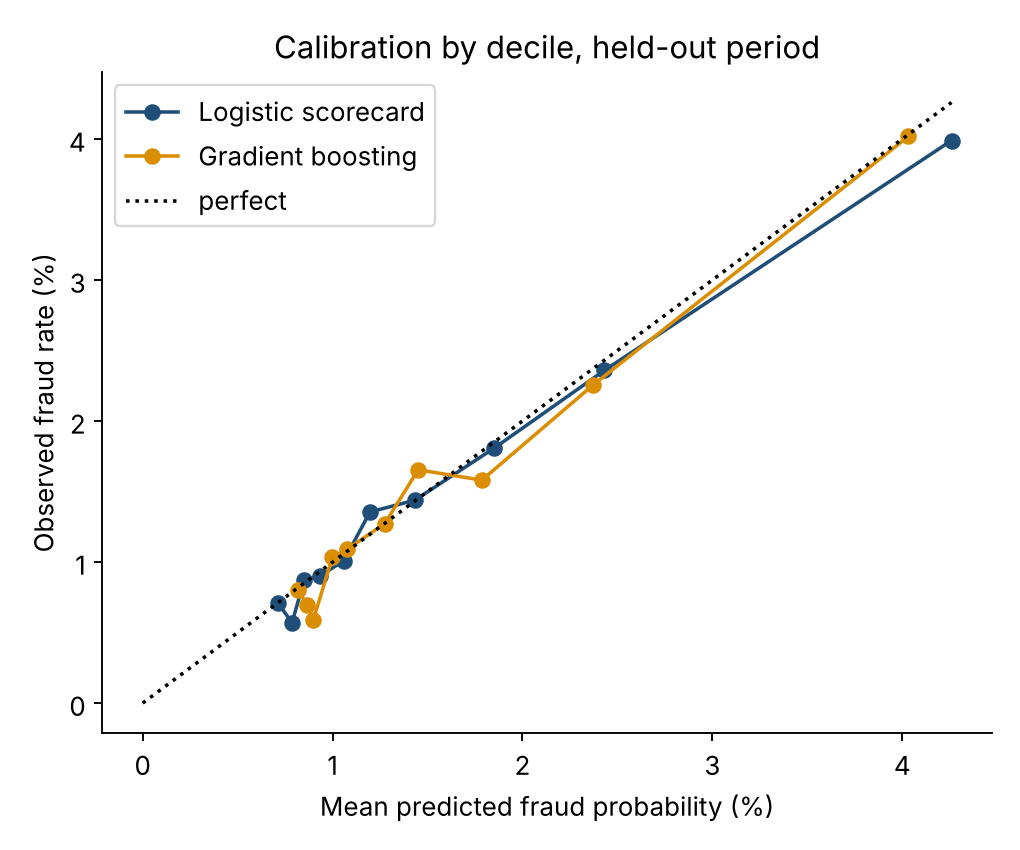 Calibration by decile, held-out period
Logistic scorecard
Gradient boosting
perfect
4
3
2
1
0
Observed fraud rate (%)
0 1 2 3 4
Mean predicted fraud probability (%)